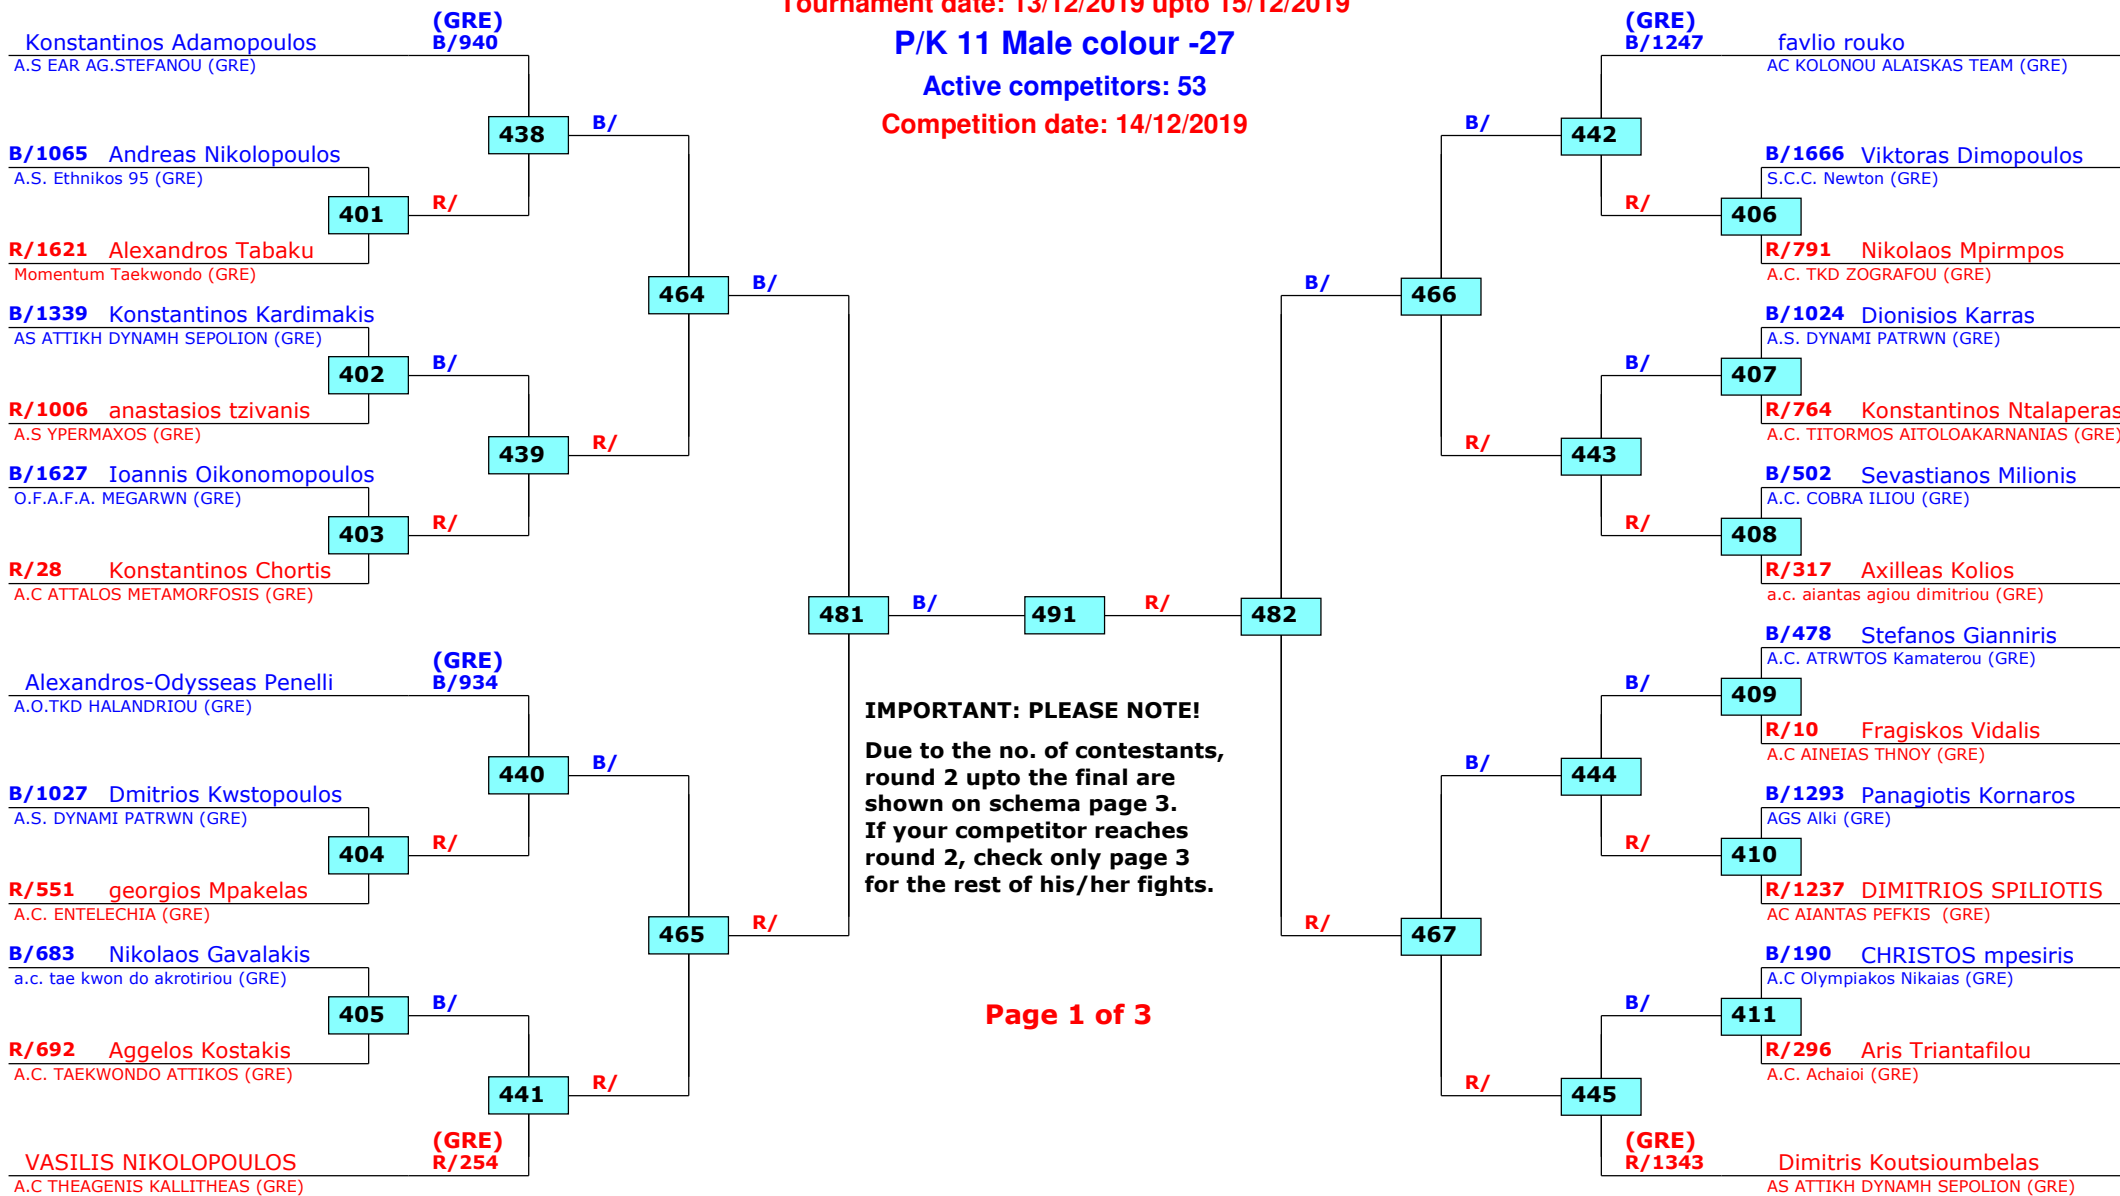 Tournament date: 13/12/2019 upto 15/12/2019
P/K 11 Male colour -27
Active competitors: 53
Competition date: 14/12/2019
(GRE)
Konstantinos Adamopoulos B/940
A.S EAR AG.STEFANOU (GRE)
438 B/
B/1065 Andreas Nikolopoulos
A.S. Ethnikos 95 (GRE)
401 R/
R/1621 Alexandros Tabaku
Momentum Taekwondo (GRE)
464 B/
B/1339 Konstantinos Kardimakis
AS ATTIKH DYNAMH SEPOLION (GRE)
402 B/
R/1006 anastasios tzivanis
A.S YPERMAXOS (GRE)
439 R/
B/1627 Ioannis Oikonomopoulos
O.F.A.F.A. MEGARWN (GRE)
403 R/
R/28 Konstantinos Chortis
A.C ATTALOS METAMORFOSIS (GRE)
481 B/ 491 R/ 482
(GRE)
Alexandros-Odysseas Penelli B/934
A.O.TKD HALANDRIOU (GRE)
440 B/
B/1027 Dmitrios Kwstopoulos
A.S. DYNAMI PATRWN (GRE)
404 R/
R/551 georgios Mpakelas
A.C. ENTELECHIA (GRE)
465 R/
B/683 Nikolaos Gavalakis
a.c. tae kwon do akrotiriou (GRE)
405 B/
R/692 Aggelos Kostakis
A.C. TAEKWONDO ATTIKOS (GRE)
441 R/
(GRE)
VASILIS NIKOLOPOULOS R/254
A.C THEAGENIS KALLITHEAS (GRE)
IMPORTANT: PLEASE NOTE!
Due to the no. of contestants,
round 2 upto the final are
shown on schema page 3.
If your competitor reaches
round 2, check only page 3
for the rest of his/her fights.
Page 1 of 3
(GRE)
B/1247 favlio rouko
AC KOLONOU ALAISKAS TEAM (GRE)
B/ 442
B/1666 Viktoras Dimopoulos
S.C.C. Newton (GRE)
R/ 406
R/791 Nikolaos Mpirmpos
A.C. TKD ZOGRAFOU (GRE)
B/ 466
B/1024 Dionisios Karras
A.S. DYNAMI PATRWN (GRE)
B/ 407
R/764 Konstantinos Ntalaperas
A.C. TITORMOS AITOLOAKARNANIAS (GRE)
R/ 443
B/502 Sevastianos Milionis
A.C. COBRA ILIOU (GRE)
R/ 408
R/317 Axilleas Kolios
a.c. aiantas agiou dimitriou (GRE)
B/478 Stefanos Gianniris
A.C. ATRWTOS Kamaterou (GRE)
B/ 409
R/10 Fragiskos Vidalis
A.C AINEIAS THNOY (GRE)
B/ 444
B/1293 Panagiotis Kornaros
AGS Alki (GRE)
R/ 410
R/1237 DIMITRIOS SPILIOTIS
AC AIANTAS PEFKIS (GRE)
R/ 467
B/190 CHRISTOS mpesiris
A.C Olympiakos Nikaias (GRE)
B/ 411
R/296 Aris Triantafilou
A.C. Achaioi (GRE)
R/ 445
(GRE)
R/1343 Dimitris Koutsioumbelas
AS ATTIKH DYNAMH SEPOLION (GRE)